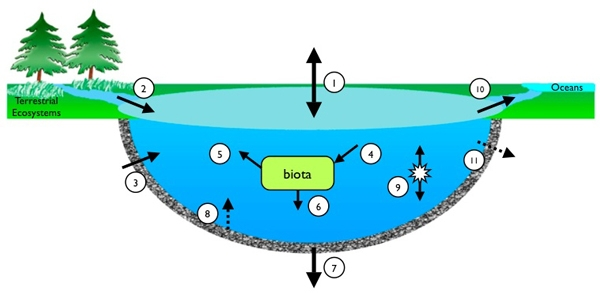 1
2
10
Oceans
Terrestrial
Ecosystems
5
4
11
biota
3
9
6
8
7